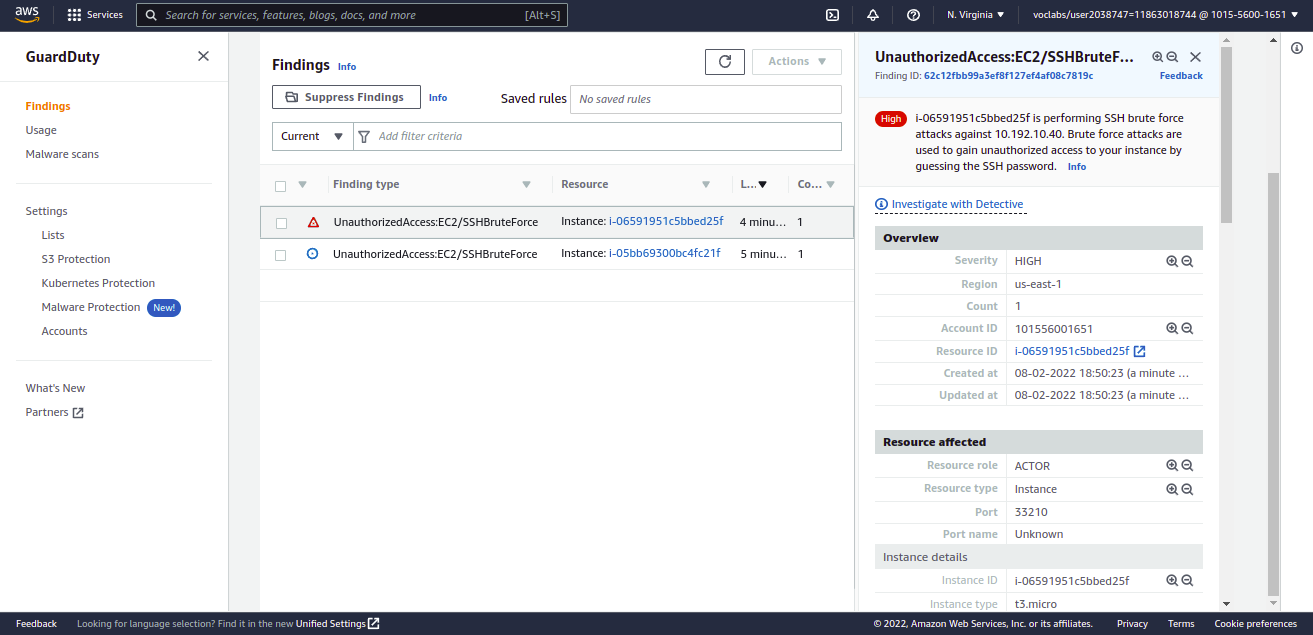 aws
Services
Search for services, features, blogs, docs, and more
[Alt+S]
N. Virginia
voclabs/user2038747=11863018744 @ 1015-5600-1651
GuardDuty
Findings
Usage
Malware scans
Settings
Lists
S3 Protection
Kubernetes Protection
Malware Protection New!
Accounts
What's New
Partners
Findings Info
Actions
Suppress Findings
Info
Saved rules
No saved rules
Current
Add filter criteria
Finding type Resource L... Co...
UnauthorizedAccess:EC2/SSHBruteForce Instance: i-06591951c5bbed25f 4 minu... 1
UnauthorizedAccess:EC2/SSHBruteForce Instance: i-05bb69300bc4fc21f 5 minu... 1
UnauthorizedAccess:EC2/SSHBruteF...
Finding ID: 62c12fbb99a3ef8f127ef4af08c7819c
Feedback
High
i-06591951c5bbed25f is performing SSH brute force
attacks against 10.192.10.40. Brute force attacks are
used to gain unauthorized access to your instance by
guessing the SSH password. Info
Investigate with Detective
Overview
Severity HIGH
Region us-east-1
Count 1
Account ID 101556001651
Resource ID i-06591951c5bbed25f
Created at 08-02-2022 18:50:23 (a minute ...
Updated at 08-02-2022 18:50:23 (a minute ...
Resource affected
Resource role ACTOR
Resource type Instance
Port 33210
Port name Unknown
Instance details
Instance ID i-06591951c5bbed25f
Instance type t3.micro
Feedback
Looking for language selection? Find it in the new Unified Settings
© 2022, Amazon Web Services, Inc. or its affiliates.
Privacy
Terms
Cookie preferences